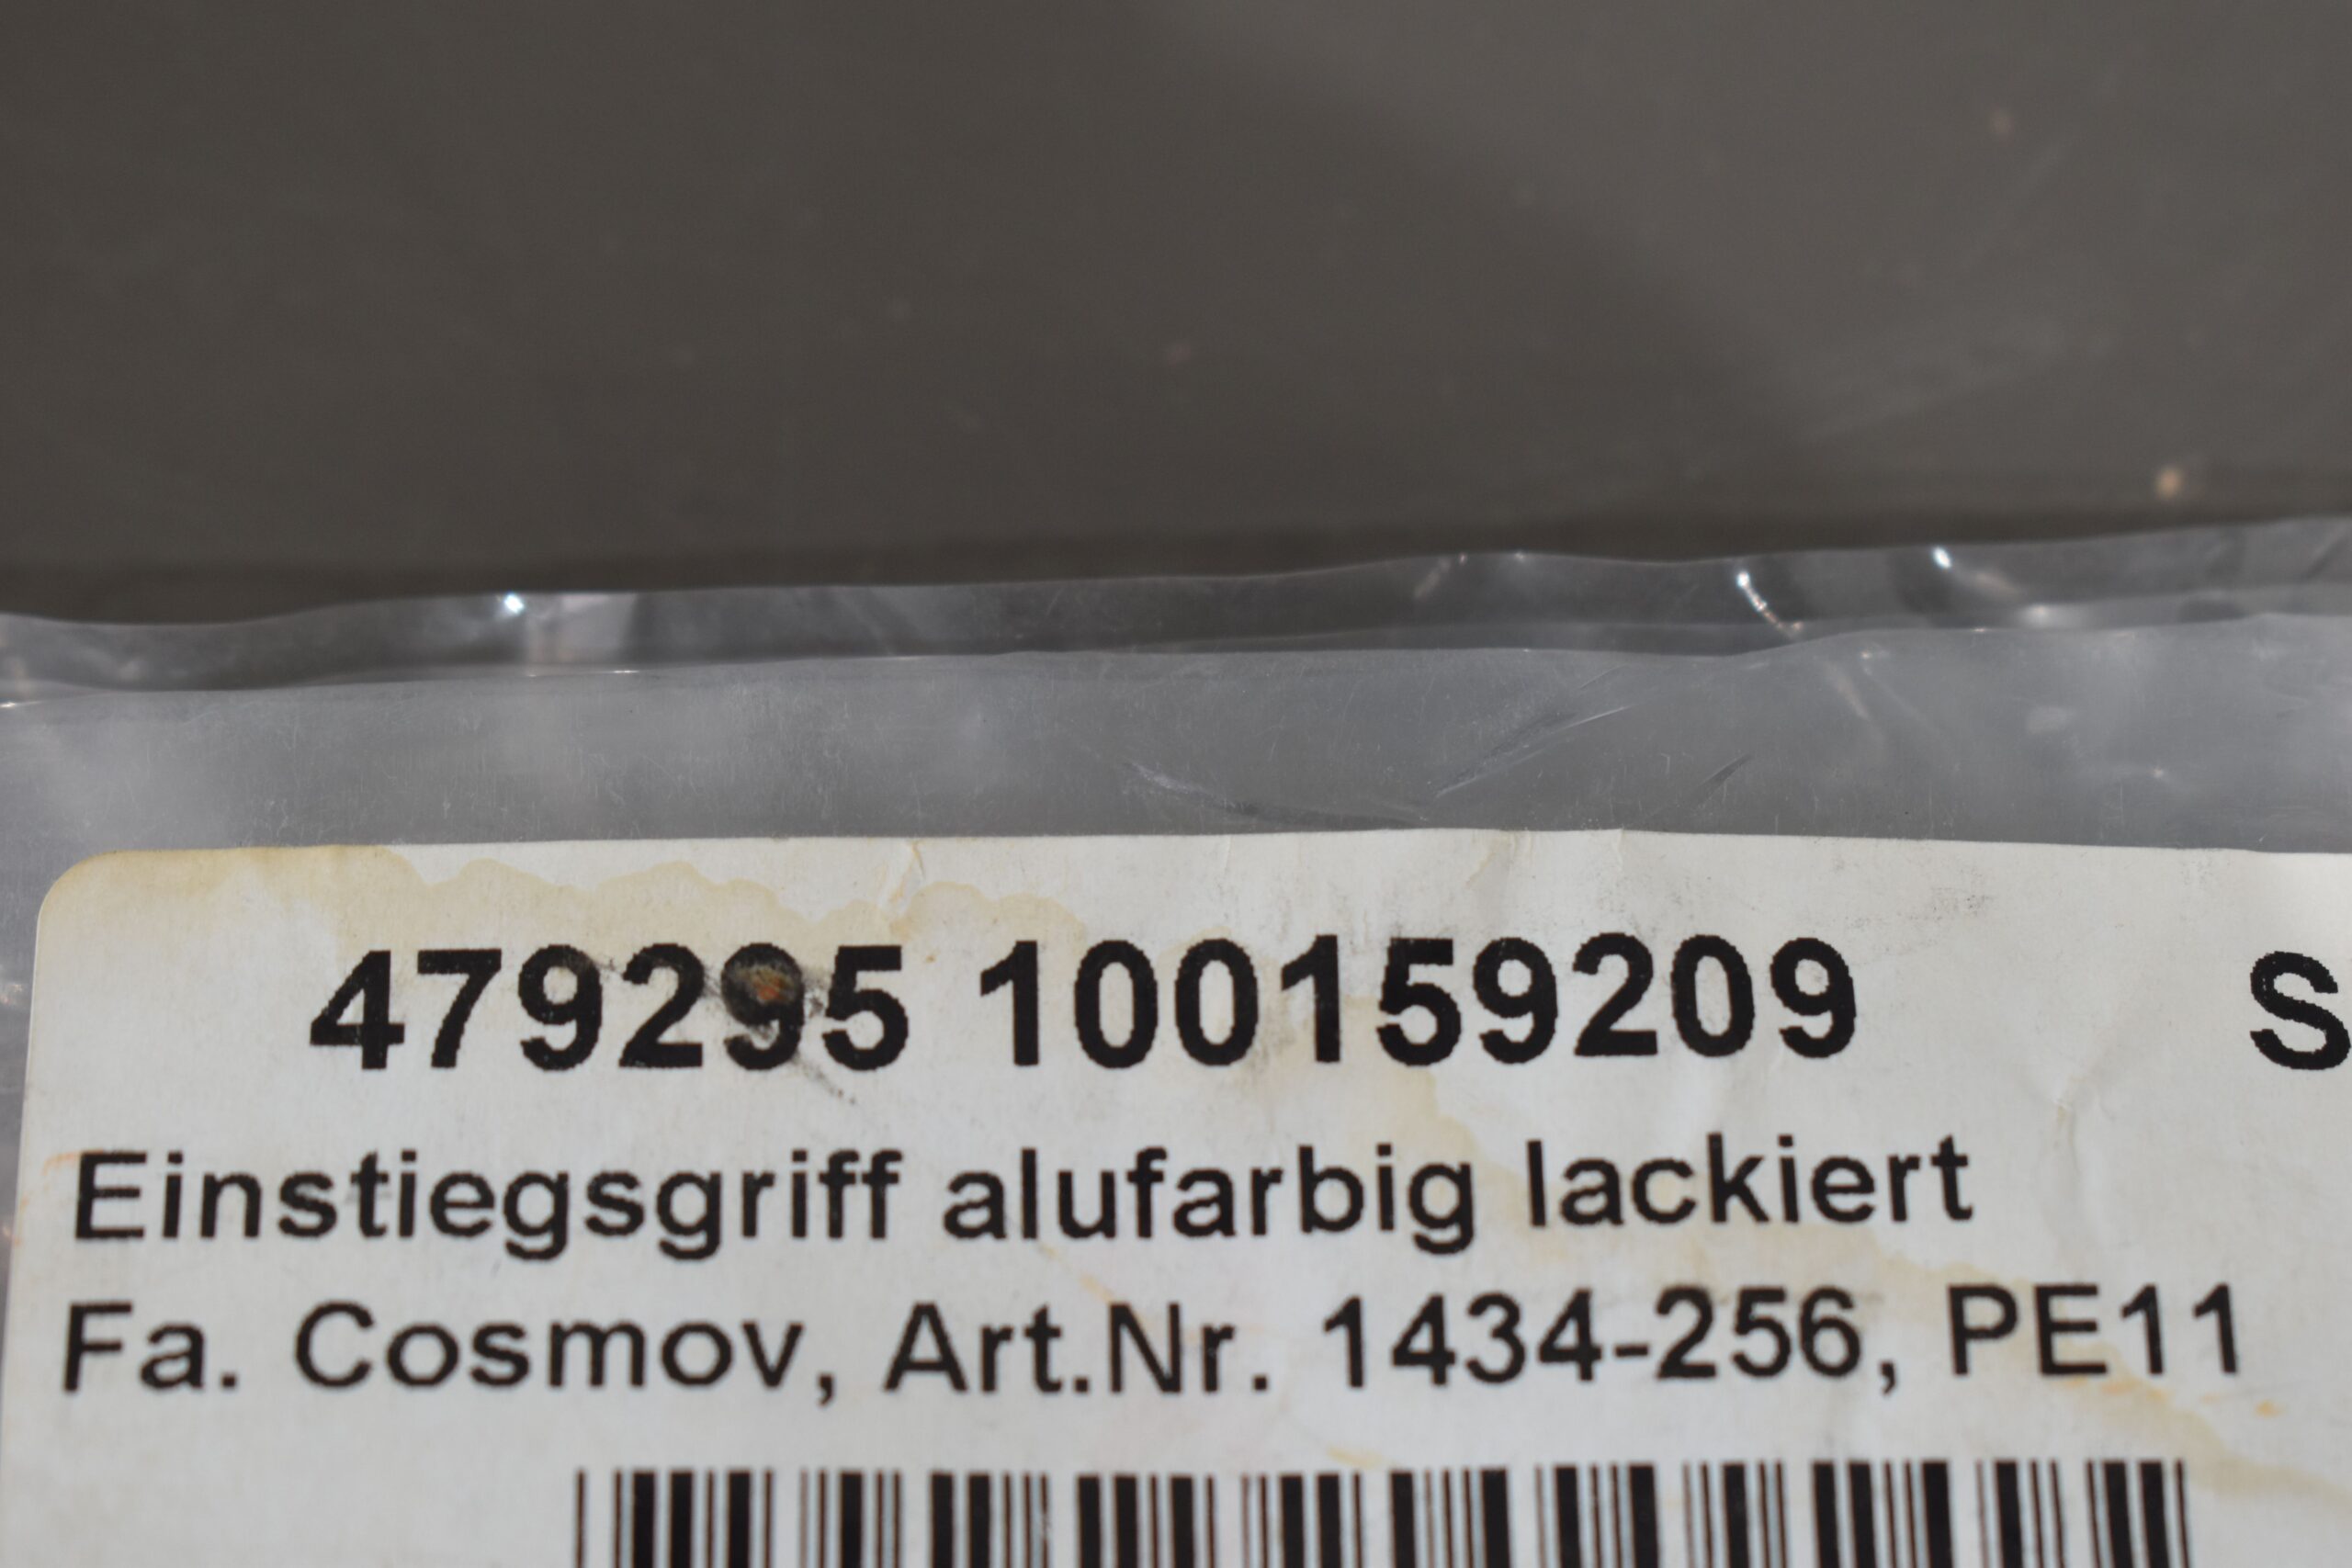 479295 100159209 S
Einstiegsgriff alufarbig lackiert
Fa. Cosmov, Art.Nr. 1434-256, PE11